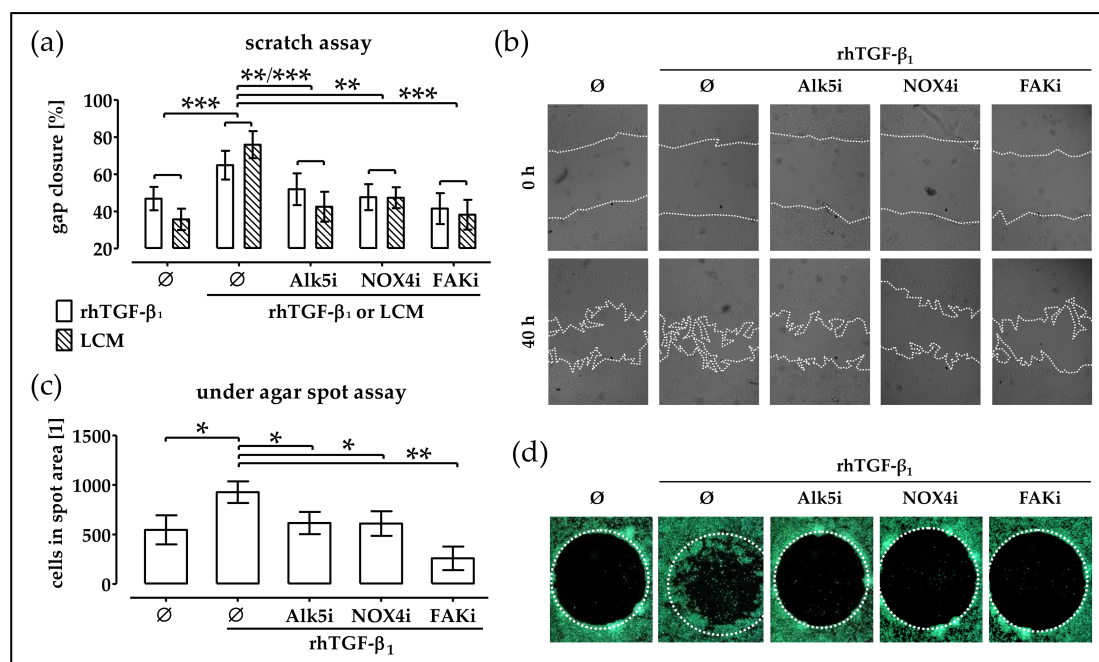 (a)
scratch assay
**/***
***
**
***
gap closure [%]
100
80
60
40
20
Ø
Ø
Alk5i
NOX4i
FAKi
rhTGF-β₁ or LCM
rhTGF-β₁
LCM
(b)
rhTGF-β₁
Ø
Ø
Alk5i
NOX4i
FAKi
0 h
40 h
(c)
under agar spot assay
cells in spot area [1]
1500
1000
500
0
*
*
*
**
Ø
Ø
Alk5i
NOX4i
FAKi
rhTGF-β₁
(d)
rhTGF-β₁
Ø
Ø
Alk5i
NOX4i
FAKi